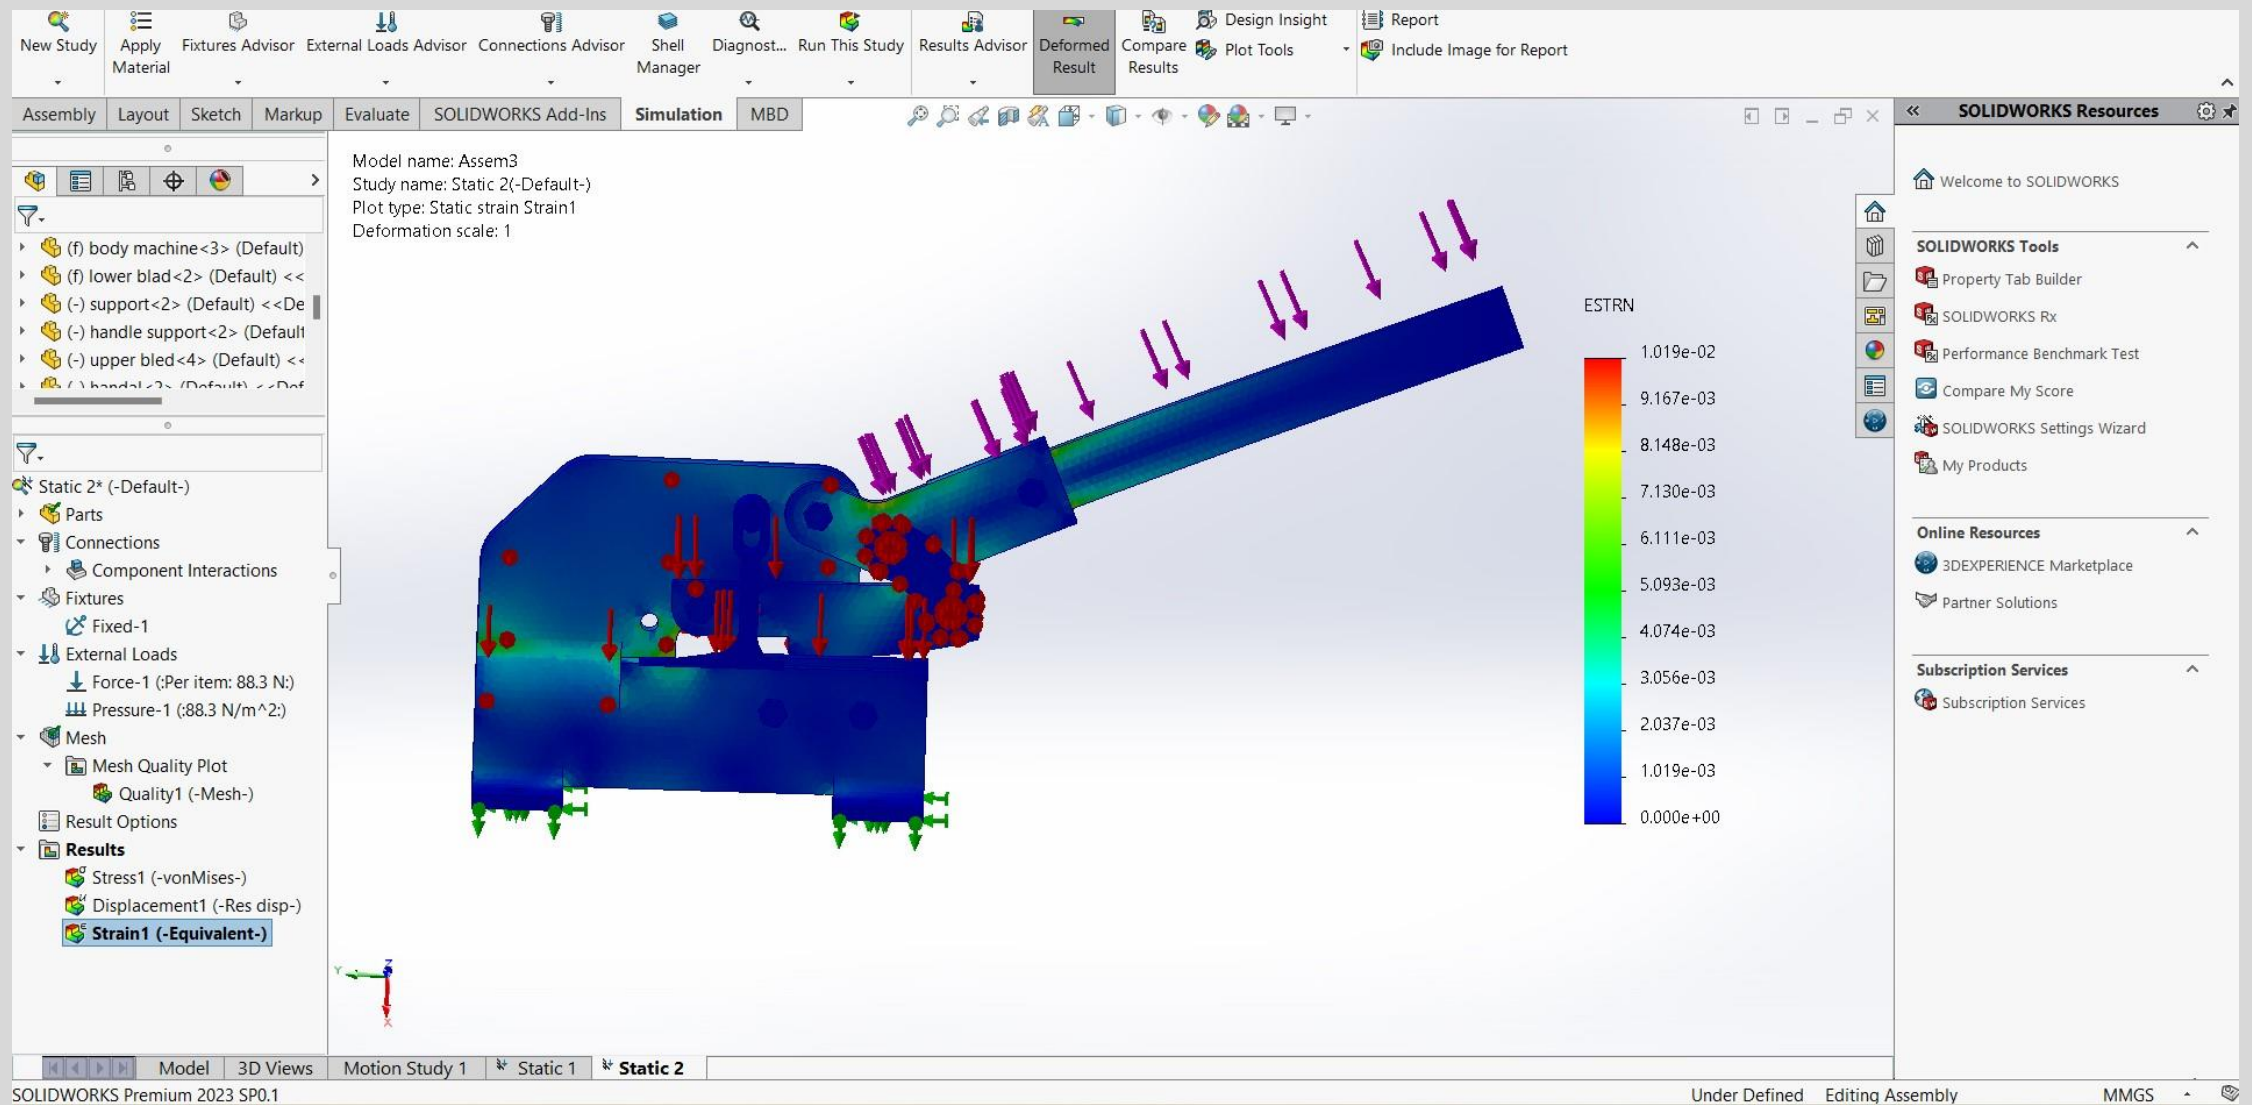 New Study
Apply Material
Fixtures Advisor
External Loads Advisor
Connections Advisor
Shell Manager
Diagnost...
Run This Study
Results Advisor
Deformed Result
Compare Results
Design Insight
Plot Tools
Report
Include Image for Report
Assembly Layout Sketch Markup Evaluate SOLIDWORKS Add-Ins Simulation MBD
(f) body machine<3> (Default)
(f) lower blad<2> (Default) <<
(-) support<2> (Default) <<De
(-) handle support<2> (Default
(-) upper bled<4> (Default) <<
(-) handal<2> (Default) <<Def
Static 2* (-Default-)
Parts
Connections
Component Interactions
Fixtures
Fixed-1
External Loads
Force-1 (:Per item: 88.3 N:)
Pressure-1 (:88.3 N/m^2:)
Mesh
Mesh Quality Plot
Quality1 (-Mesh-)
Result Options
Results
Stress1 (-vonMises-)
Displacement1 (-Res disp-)
Strain1 (-Equivalent-)
Model name: Assem3
Study name: Static 2(-Default-)
Plot type: Static strain Strain1
Deformation scale: 1
ESTRN
1.019e-02
9.167e-03
8.148e-03
7.130e-03
6.111e-03
5.093e-03
4.074e-03
3.056e-03
2.037e-03
1.019e-03
0.000e+00
Y
Z
X
SOLIDWORKS Resources
Welcome to SOLIDWORKS
SOLIDWORKS Tools
Property Tab Builder
SOLIDWORKS Rx
Performance Benchmark Test
Compare My Score
SOLIDWORKS Settings Wizard
My Products
Online Resources
3DEXPERIENCE Marketplace
Partner Solutions
Subscription Services
Subscription Services
Model 3D Views Motion Study 1 Static 1 Static 2
SOLIDWORKS Premium 2023 SP0.1
Under Defined Editing Assembly MMGS